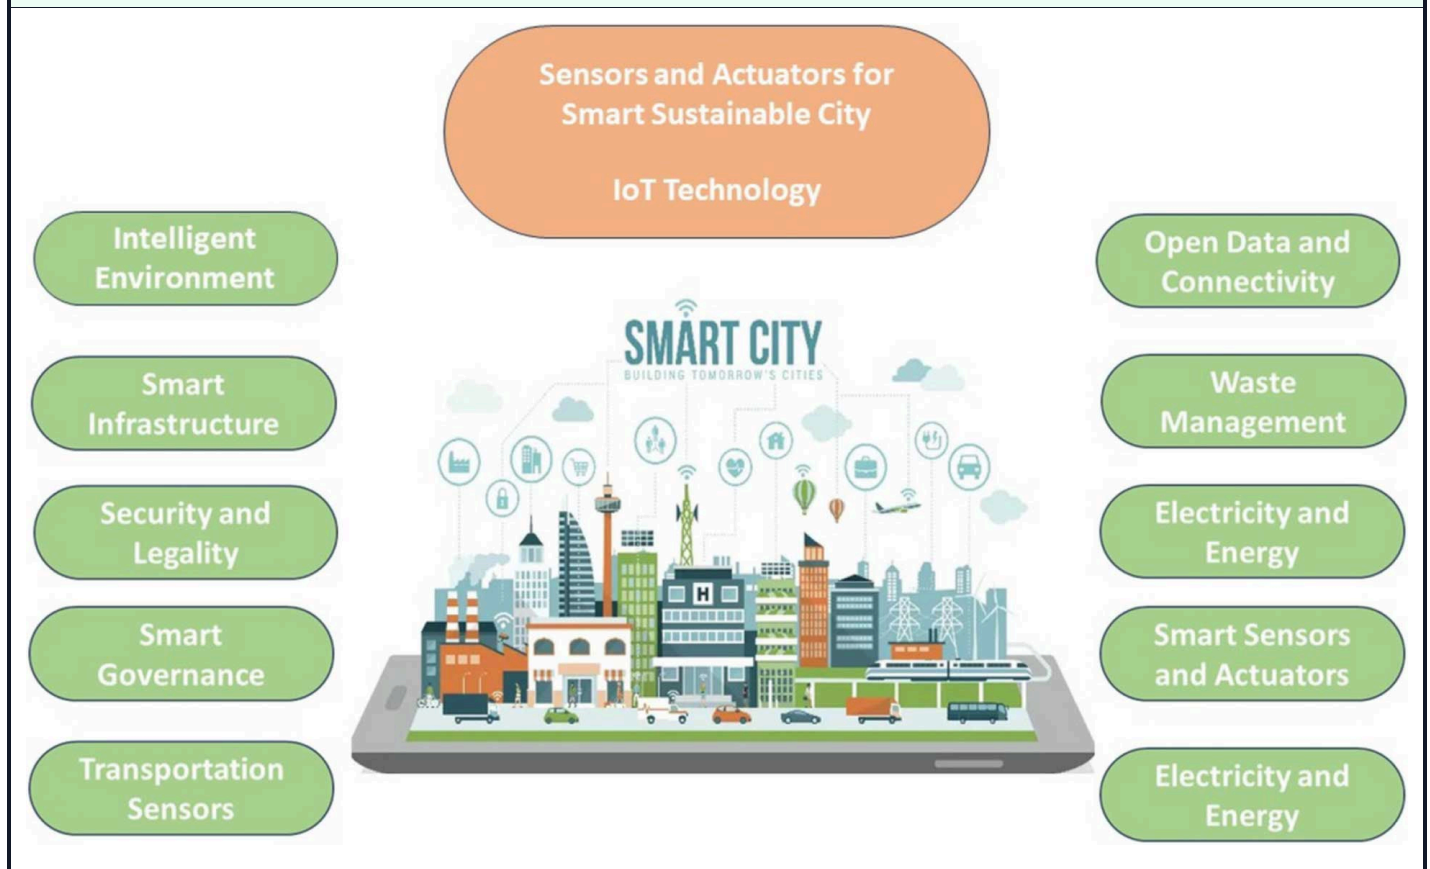 Sensors and Actuators for
Smart Sustainable City
IoT Technology
Intelligent
Environment
Smart
Infrastructure
Security and
Legality
Smart
Governance
Transportation
Sensors
SMART CITY
BUILDING TOMORROW'S CITIES
H
Open Data and
Connectivity
Waste
Management
Electricity and
Energy
Smart Sensors
and Actuators
Electricity and
Energy